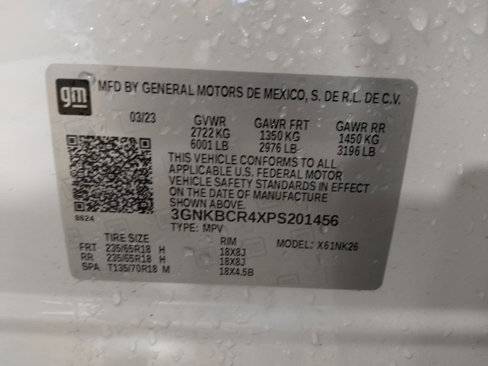 gm
MFD BY GENERAL MOTORS DE MEXICO, S. DE R.L. DE C.V.
03/23 GVWR GAWR FRT GAWR RR
2722 KG 1350 KG 1450 KG
6001 LB 2976 LB 3196 LB
THIS VEHICLE CONFORMS TO ALL
APPLICABLE U.S. FEDERAL MOTOR
VEHICLE SAFETY STANDARDS IN EFFECT
ON THE DATE OF MANUFACTURE
SHOWN ABOVE.
8624
3GNKBCR4XPS201456
TYPE: MPV
TIRE SIZE RIM MODEL: X61NK26
FRT 235/65R18 H 18X8J
RR 235/65R18 H 18X8J
SPA T135/70R18 M 18X4.5B